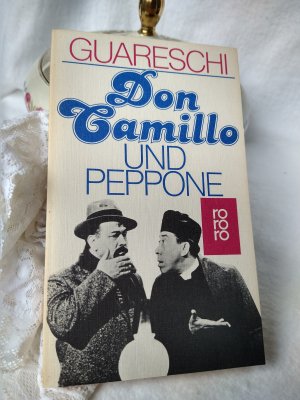 GUARESCHI
Don
Camillo
UND
PEPPONE
ro
ro
ro